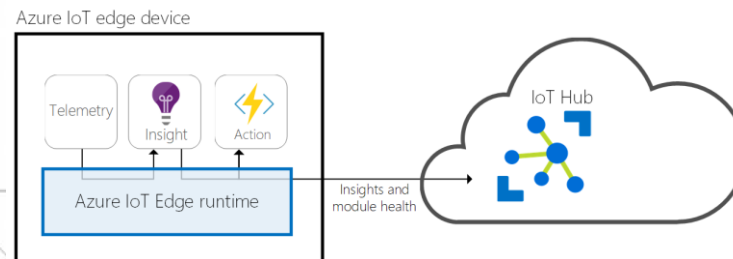 Azure IoT edge device
Telemetry
Insight
Action
IoT Hub
Azure IoT Edge runtime
Insights and
module health